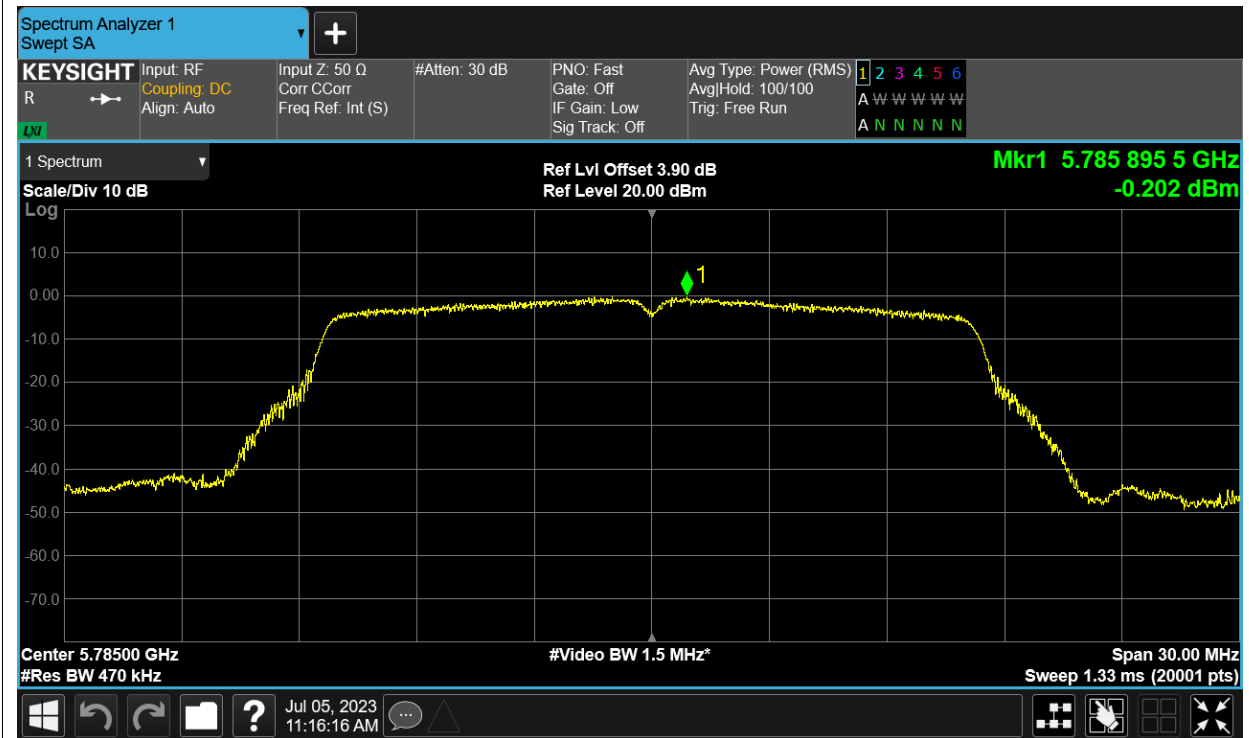 Spectrum Analyzer 1
Swept SA
KEYSIGHT
R
LXI
Input: RF
Coupling: DC
Align: Auto
Input Z: 50 Ω
Corr CCorr
Freq Ref: Int (S)
#Atten: 30 dB
PNO: Fast
Gate: Off
IF Gain: Low
Sig Track: Off
Avg Type: Power (RMS)
Avg|Hold: 100/100
Trig: Free Run
1 2 3 4 5 6
A W W W W W
A N N N N N
1 Spectrum
Scale/Div 10 dB
Ref Lvl Offset 3.90 dB
Ref Level 20.00 dBm
Mkr1 5.785 895 5 GHz
-0.202 dBm
Log
10.0
0.00
-10.0
-20.0
-30.0
-40.0
-50.0
-60.0
-70.0
1
Center 5.78500 GHz
#Res BW 470 kHz
#Video BW 1.5 MHz*
Span 30.00 MHz
Sweep 1.33 ms (20001 pts)
?
Jul 05, 2023
11:16:16 AM